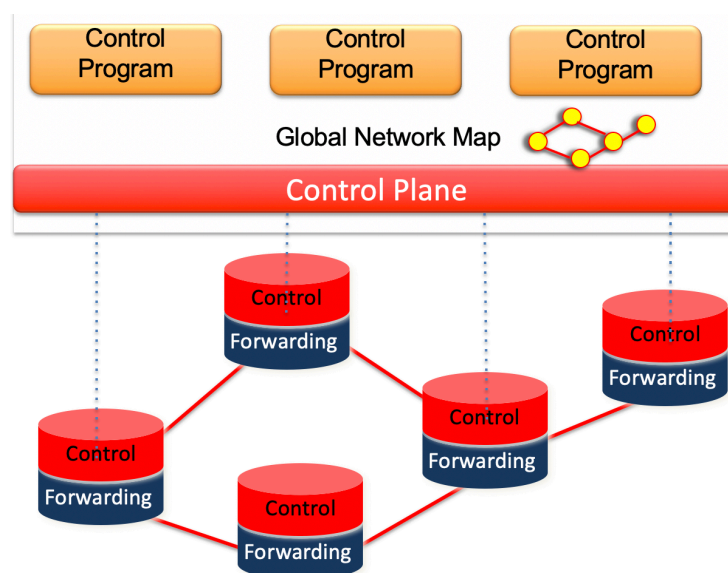 Control
Program
Control
Program
Control
Program
Global Network Map
Control Plane
Control
Forwarding
Control
Forwarding
Control
Forwarding
Control
Forwarding
Control
Forwarding